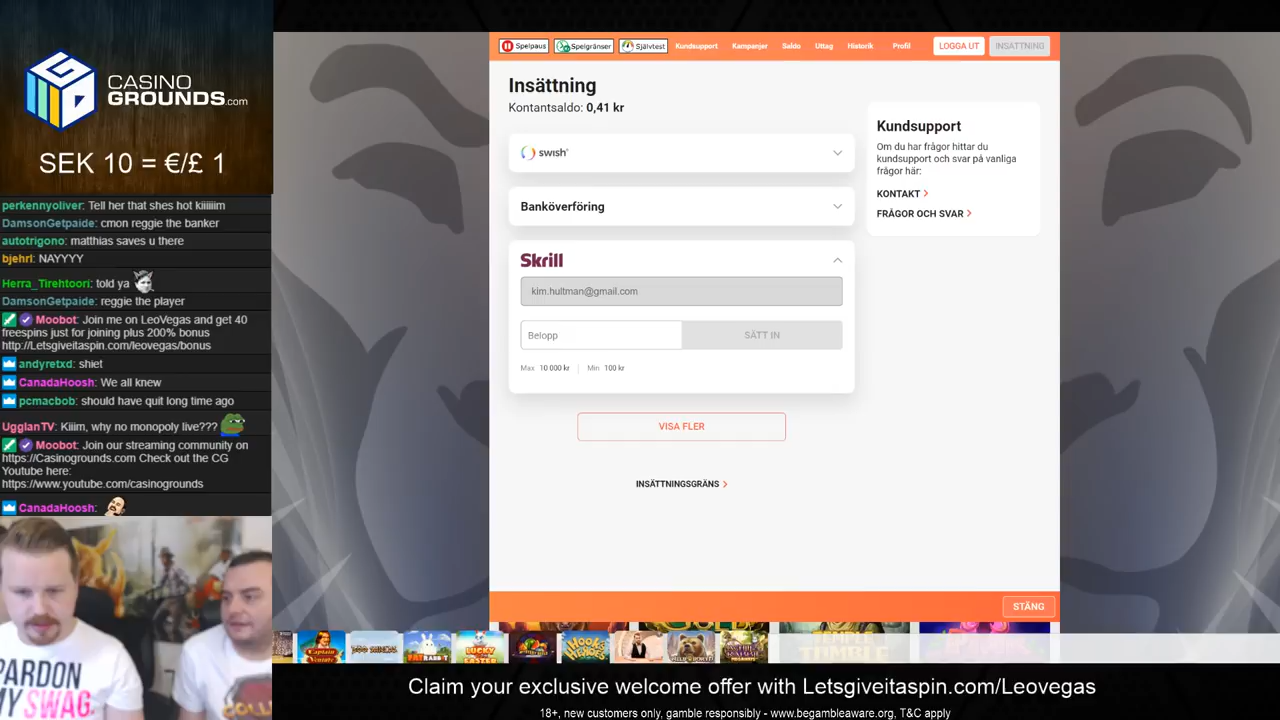 CASINO
GROUNDS.com
SEK 10 = €/£ 1
perkennyoliver: Tell her that shes hot kiiiiiim
DamsonGetpaide: cmon reggie the banker
autotrigono: matthias saves u there
bjehrl: NAYYYY
Herra_Tirehtoori: told ya
DamsonGetpaide: reggie the player
Moobot: Join me on LeoVegas and get 40
freespins just for joining plus 200% bonus
http://Letsgiveitaspin.com/leovegas/bonus
andyretxd: shiet
CanadaHoosh: We all knew
pcmacbob: should have quit long time ago
UgglanTV: Kiiim, why no monopoly live???
Moobot: Join our streaming community on
https://Casinogrounds.com Check out the CG
Youtube here:
https://www.youtube.com/casinogrounds
CanadaHoosh:
PARDON
MY SWAG.
Spelpaus
Spelgränser
Självtest
Kundsupport
Kampanjer
Saldo
Uttag
Historik
Profil
LOGGA UT
INSÄTTNING
Insättning
Kontantsaldo: 0,41 kr
swish
Banköverföring
Skrill
kim.hultman@gmail.com
Belopp
SÄTT IN
Max 10 000 kr | Min 100 kr
VISA FLER
INSÄTTNINGSGRÄNS
Kundsupport
Om du har frågor hittar du
kundsupport och svar på vanliga
frågor här:
KONTAKT
FRÅGOR OCH SVAR
STÄNG
FAT RABBIT
LUCKY
EASTER
TEMPLE
TUMBLE
Claim your exclusive welcome offer with Letsgiveitaspin.com/Leovegas
18+, new customers only, gamble responsibly - www.begambleaware.org, T&C apply